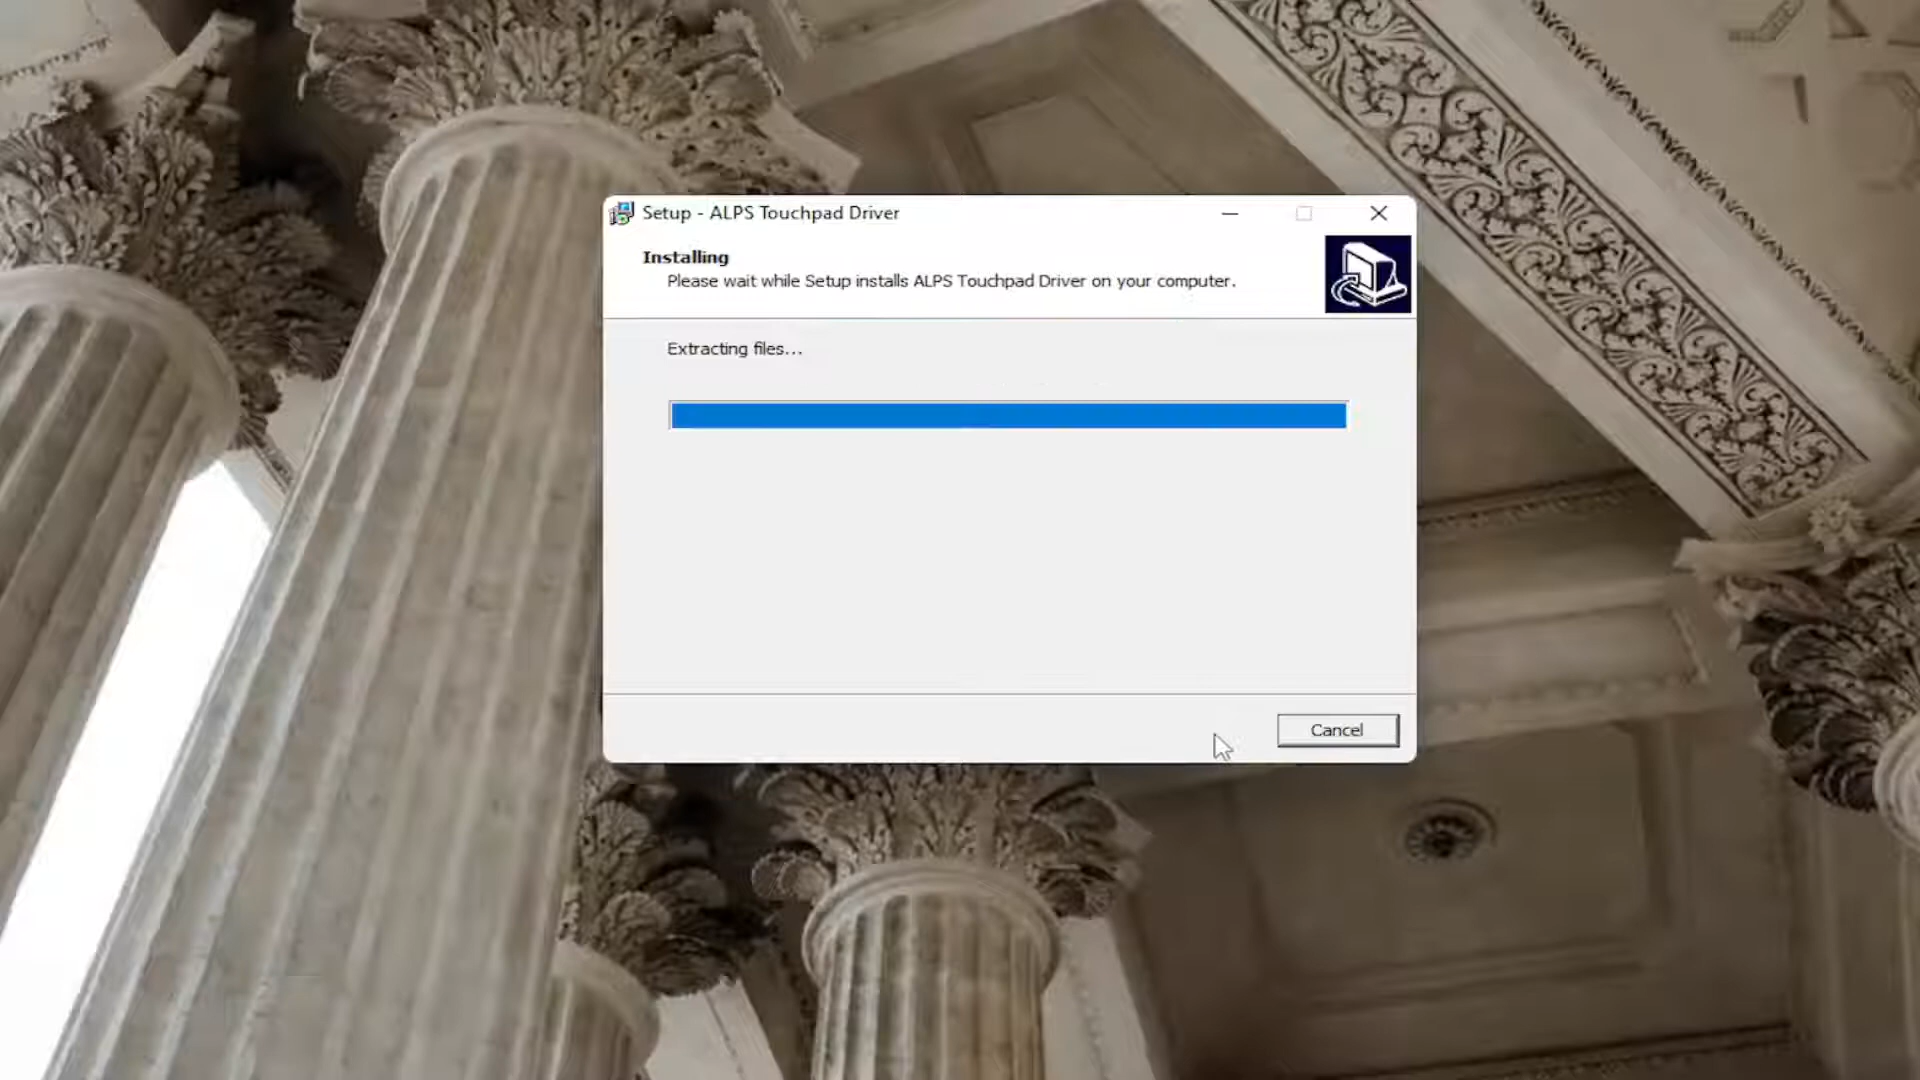 Setup - ALPS Touchpad Driver
Installing
Please wait while Setup installs ALPS Touchpad Driver on your computer.
Extracting files...
Cancel